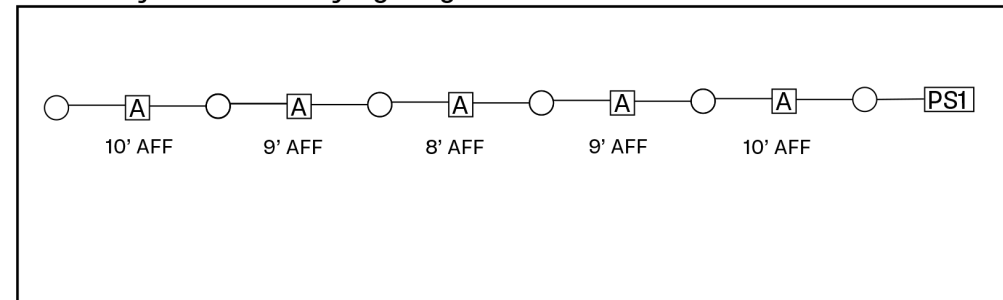 A A A A A PS1
10’ AFF 9’ AFF 8’ AFF 9’ AFF 10’ AFF